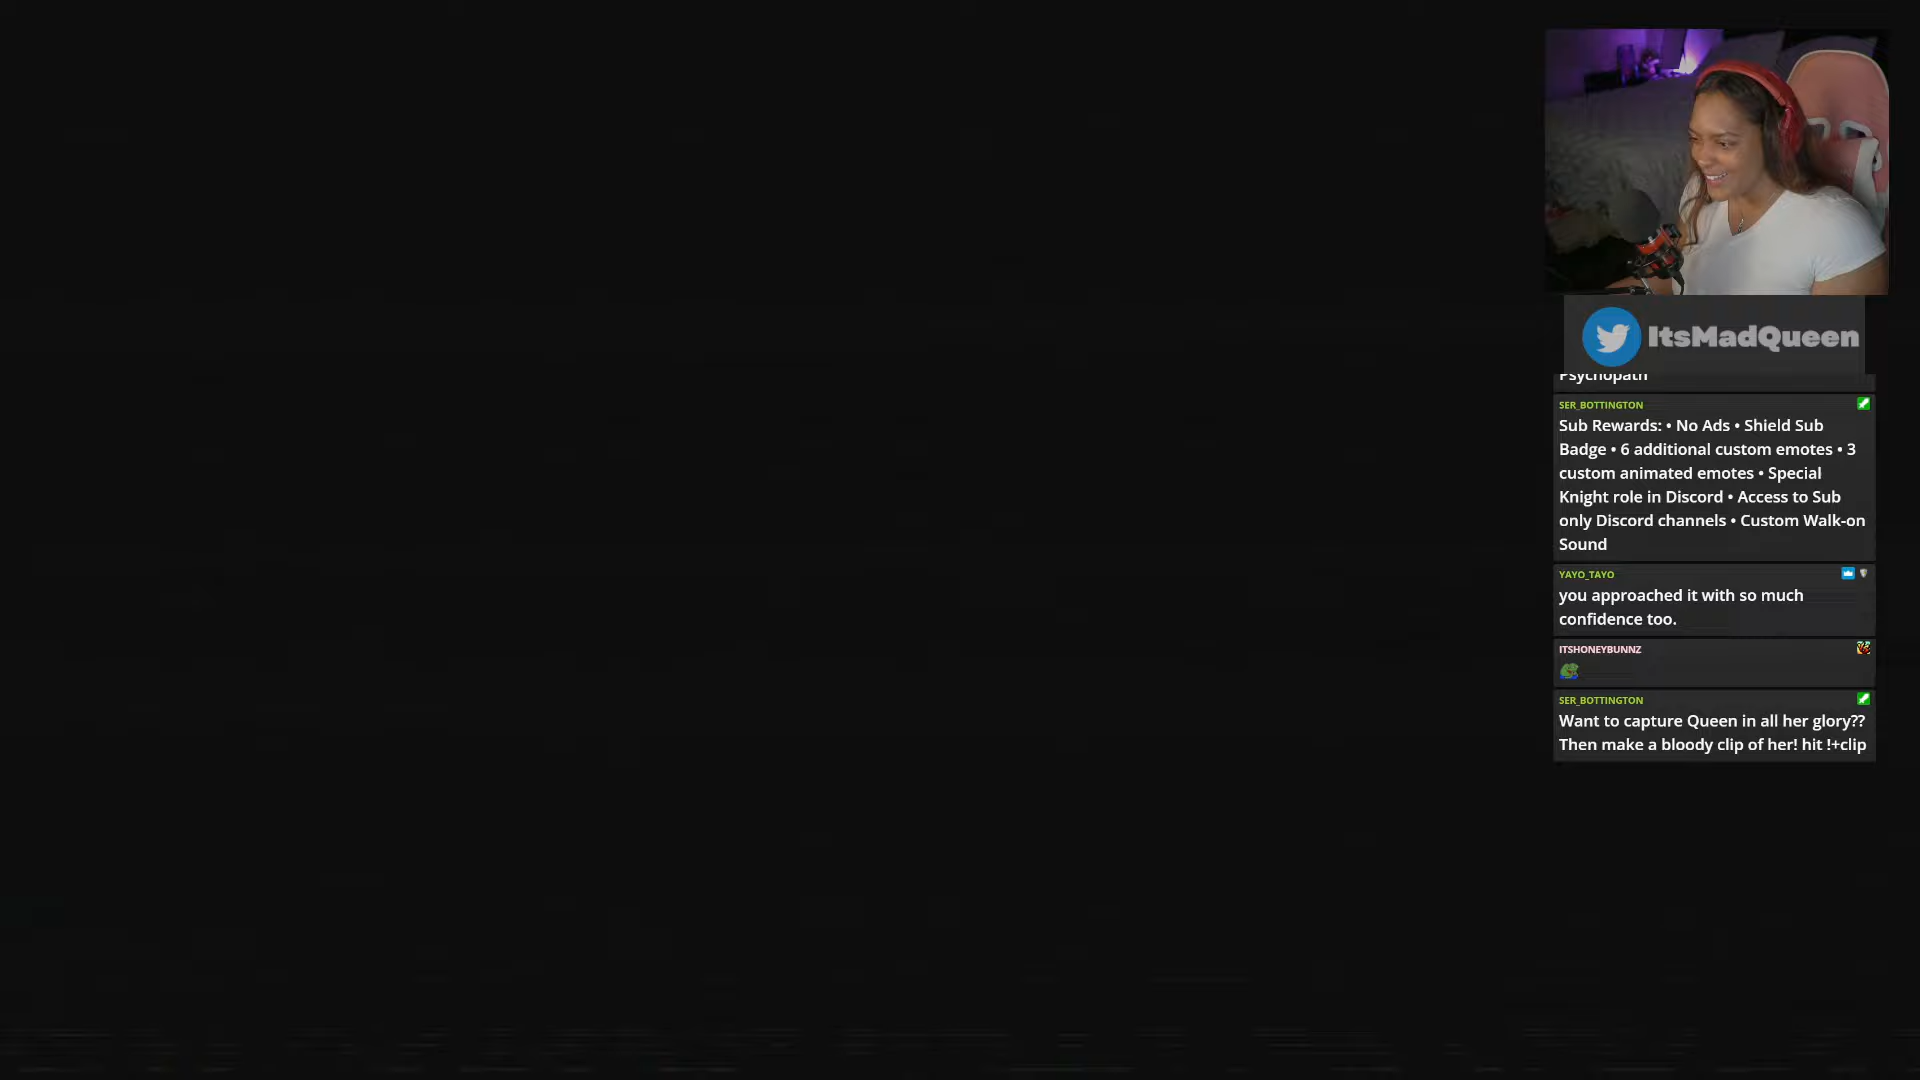 ItsMadQueen
Psychopath
SER_BOTTINGTON
Sub Rewards: • No Ads • Shield Sub
Badge • 6 additional custom emotes • 3
custom animated emotes • Special
Knight role in Discord • Access to Sub
only Discord channels • Custom Walk-on
Sound
YAYO_TAYO
you approached it with so much
confidence too.
ITSHONEYBUNNZ
SER_BOTTINGTON
Want to capture Queen in all her glory??
Then make a bloody clip of her! hit !+clip